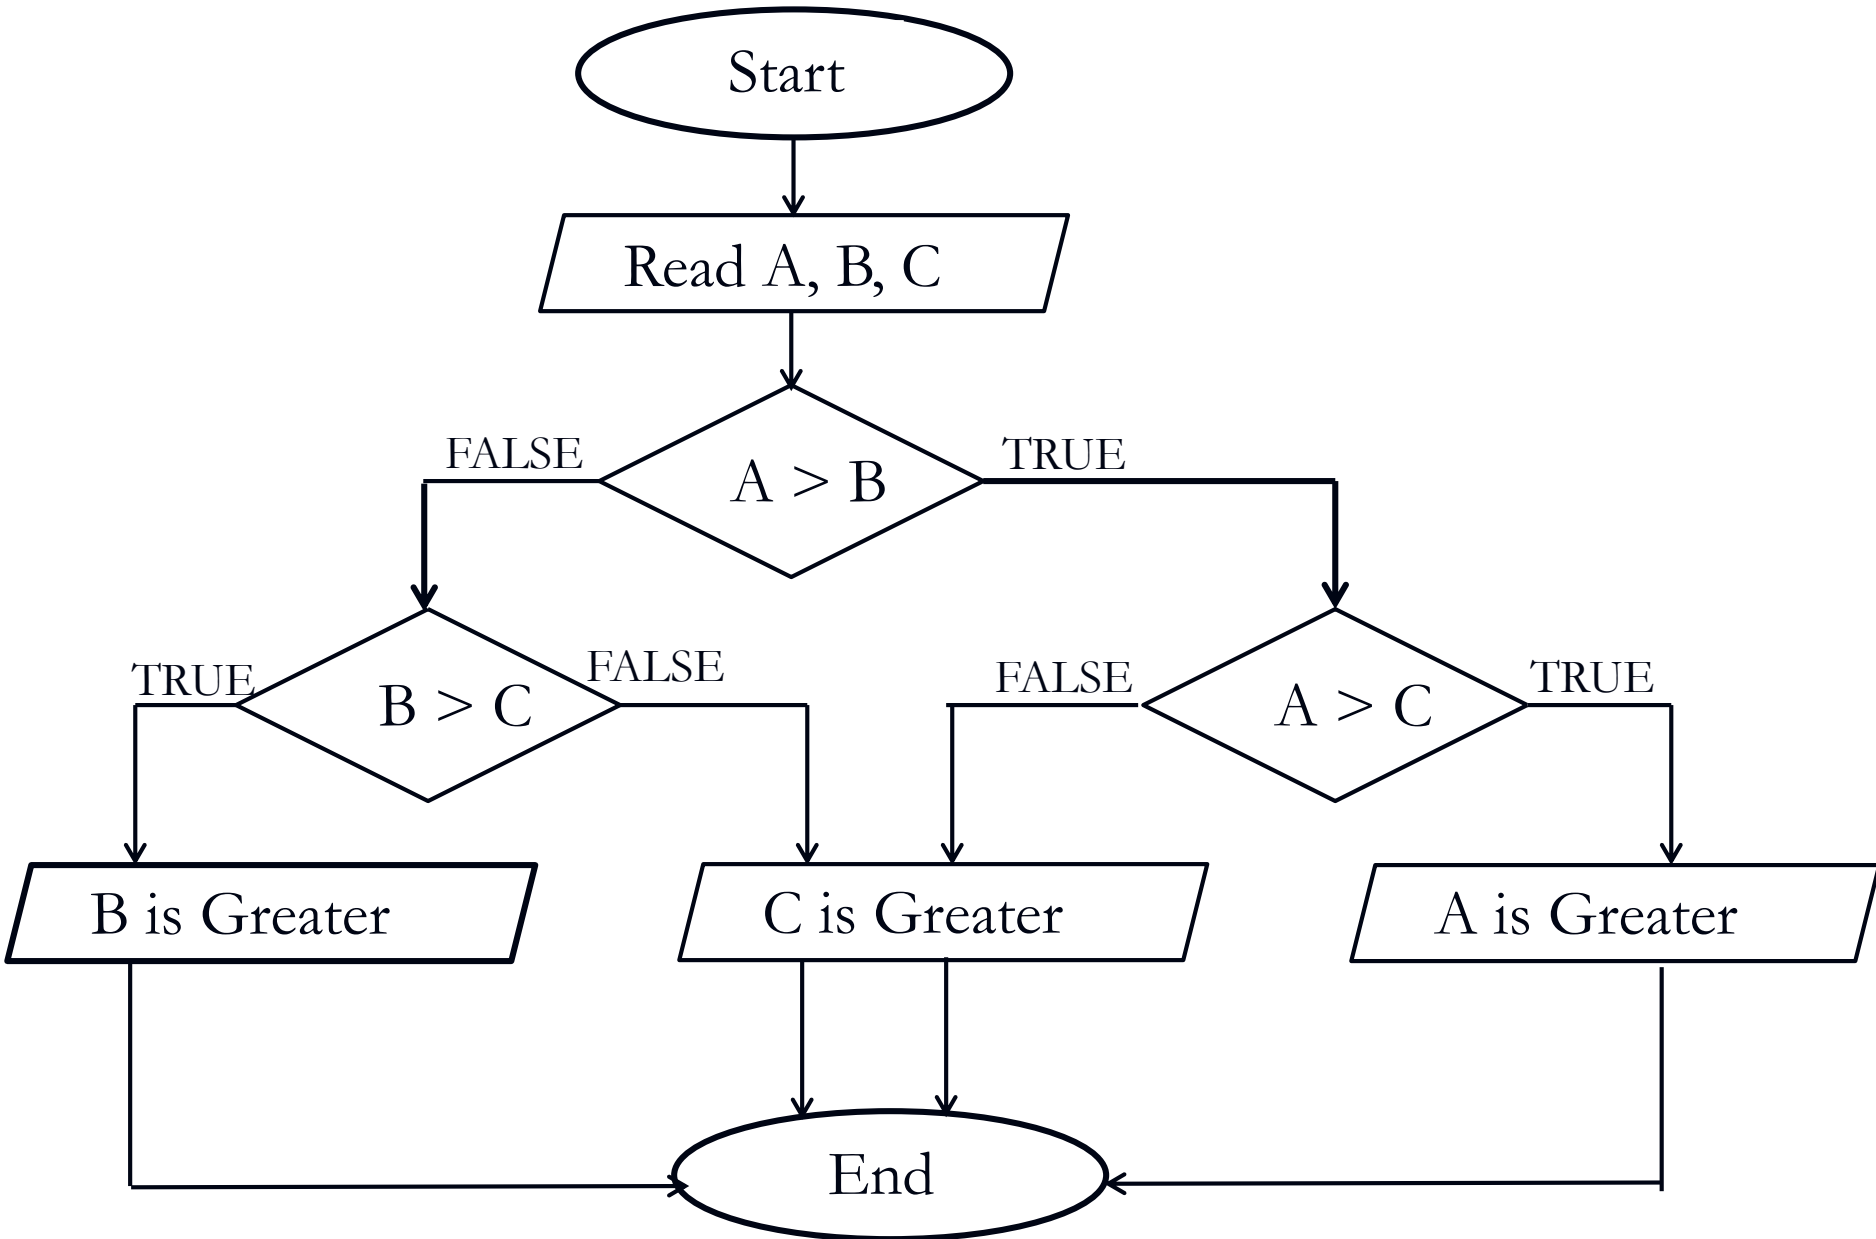 Start
Read A, B, C
FALSE
TRUE
A > B
TRUE
FALSE
B > C
FALSE
TRUE
A > C
B is Greater
C is Greater
A is Greater
End